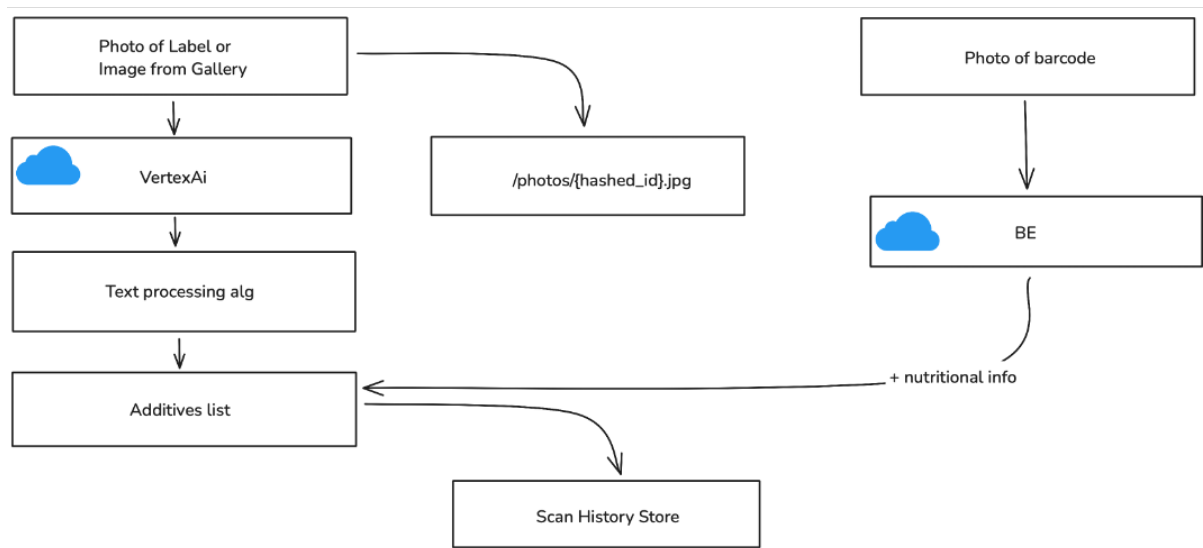 Photo of Label or
Image from Gallery
Photo of barcode
VertexAi
/photos/{hashed_id}.jpg
BE
Text processing alg
+ nutritional info
Additives list
Scan History Store